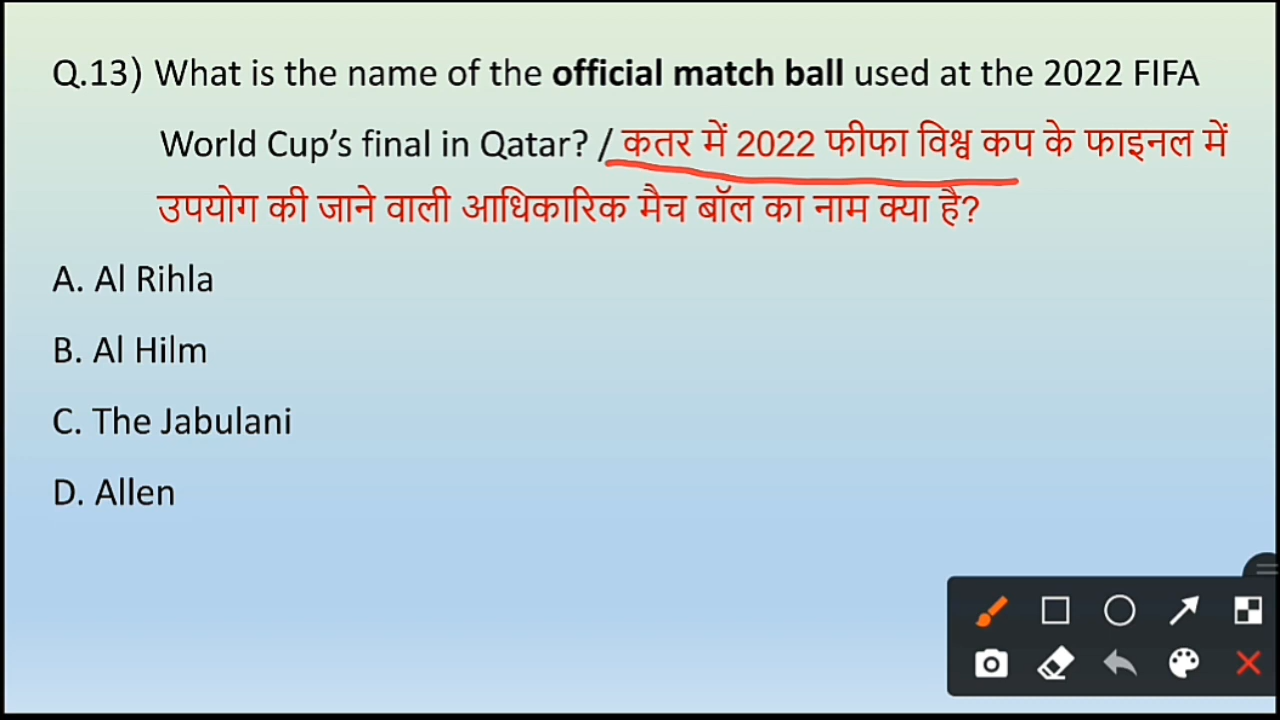 Q.13) What is the name of the official match ball used at the 2022 FIFA
World Cup’s final in Qatar? / कतर में 2022 फीफा विश्व कप के फाइनल में
उपयोग की जाने वाली आधिकारिक मैच बॉल का नाम क्या है?
A. Al Rihla
B. Al Hilm
C. The Jabulani
D. Allen